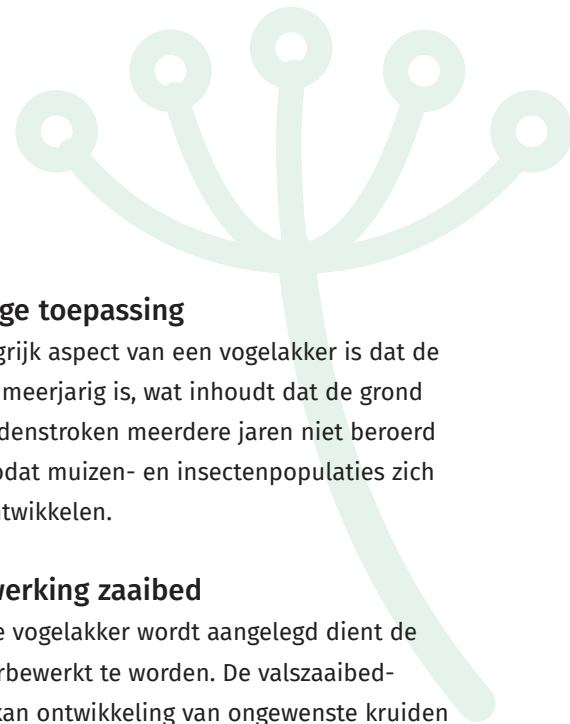 ge toepassing
grijk aspect van een vogelakker is dat de
meerjarig is, wat inhoudt dat de grond
denstroken meerdere jaren niet beroerd
odat muizen- en insectenpopulaties zich
twikkelen.
werking zaaibed
e vogelakker wordt aangelegd dient de
rbewerkt te worden. De valszaaibed-
kan ontwikkeling van ongewenste kruiden